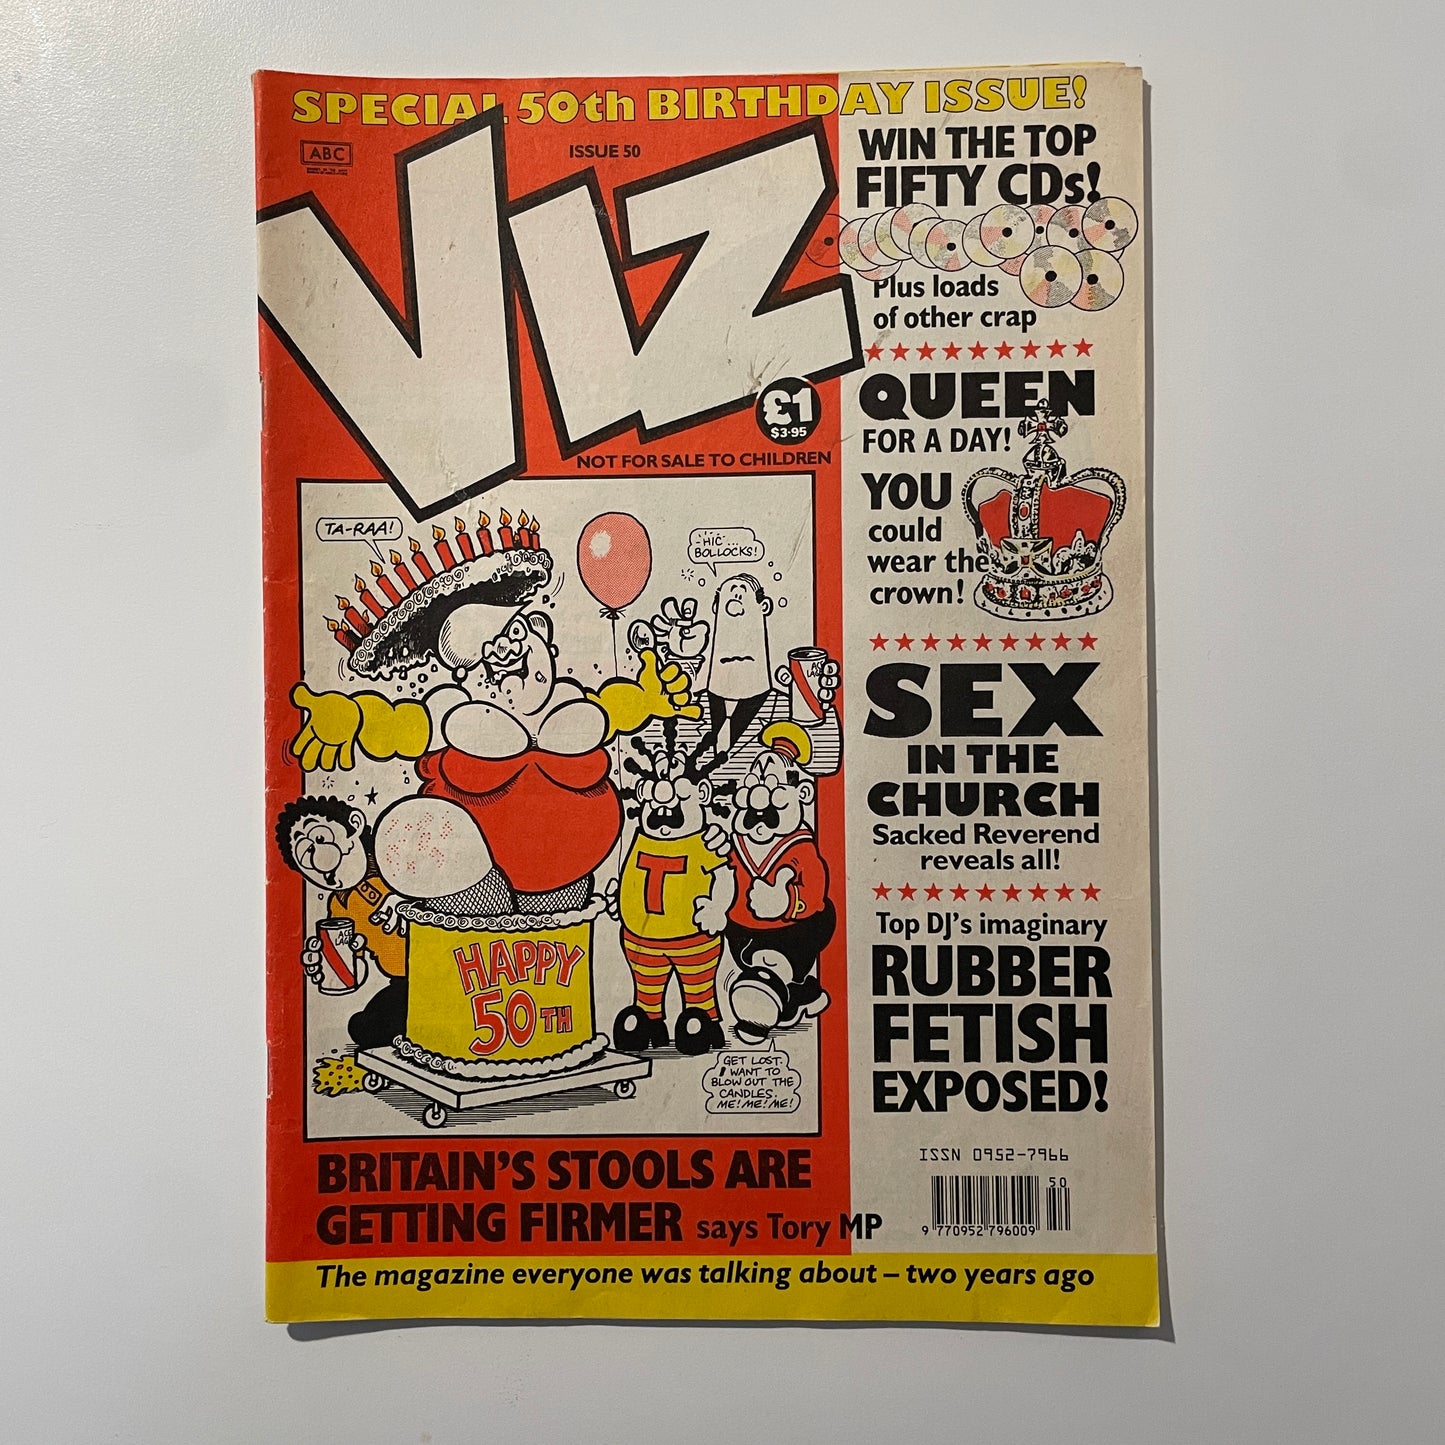 SPECIAL 50th BIRTHDAY ISSUE!
ABC
ISSUE 50
VIZ
£1
$3·95
NOT FOR SALE TO CHILDREN
WIN THE TOP
FIFTY CDs!
Plus loads
of other crap
QUEEN
FOR A DAY!
YOU
could
wear the
crown!
SEX
IN THE
CHURCH
Sacked Reverend
reveals all!
Top DJ's imaginary
RUBBER
FETISH
EXPOSED!
TA-RAA!
HIC...
BOLLOCKS!
ACE
LAGER
T
ACE
LAGER
HAPPY
50TH
GET LOST.
I WANT TO
BLOW OUT THE
CANDLES.
ME! ME! ME!
BRITAIN'S STOOLS ARE
GETTING FIRMER says Tory MP
ISSN 0952-7966
50
9 770952 796009
The magazine everyone was talking about – two years ago